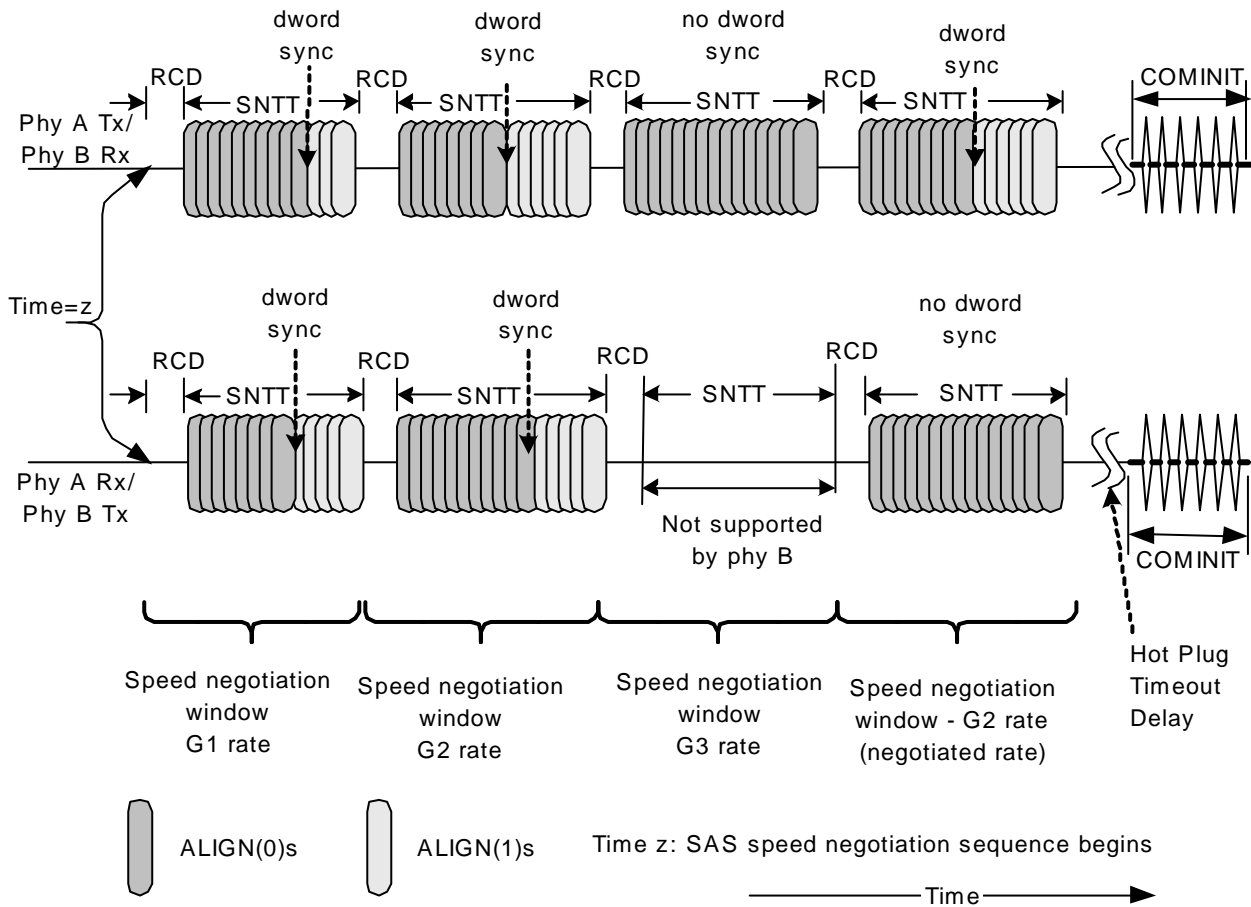 dword
sync
dword
sync
no dword
sync
dword
sync
RCD
RCD
RCD
RCD
COMINIT
SNTT
SNTT
SNTT
SNTT
Phy A Tx/
Phy B Rx
Time=z
dword
sync
dword
sync
no dword
sync
RCD
RCD
RCD
RCD
SNTT
SNTT
SNTT
SNTT
Phy A Rx/
Phy B Tx
Not supported
by phy B
COMINIT
Speed negotiation
window
G1 rate
Speed negotiation
window
G2 rate
Speed negotiation
window
G3 rate
Speed negotiation
window - G2 rate
(negotiated rate)
Hot Plug
Timeout
Delay
ALIGN(0)s
ALIGN(1)s
Time z: SAS speed negotiation sequence begins
Time